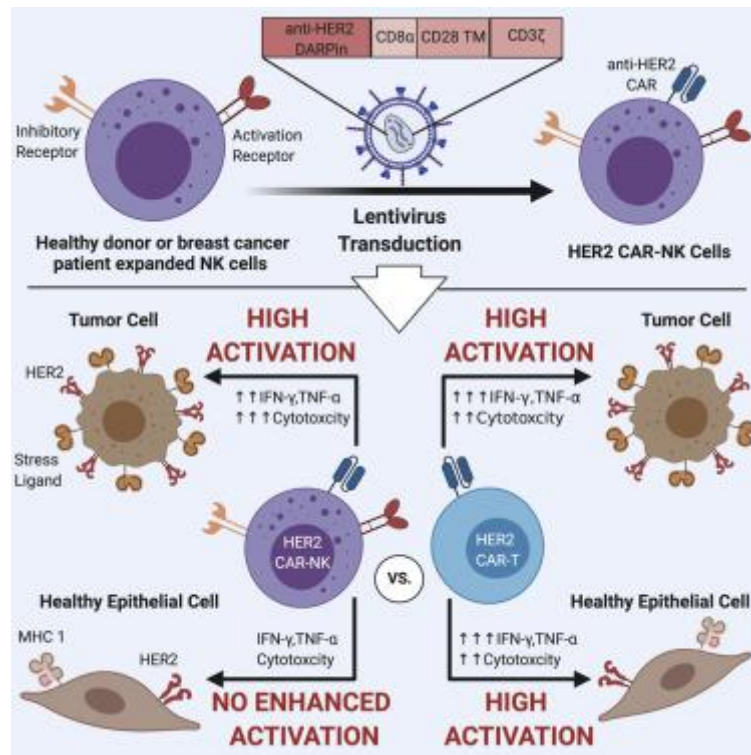 anti-HER2
DARPin
CD8α
CD28 TM
CD3ζ
anti-HER2
CAR
Inhibitory
Receptor
Activation
Receptor
Lentivirus
Transduction
Healthy donor or breast cancer
patient expanded NK cells
HER2 CAR-NK Cells
Tumor Cell
HIGH
ACTIVATION
HIGH
ACTIVATION
Tumor Cell
HER2
↑↑IFN-γ,TNF-α
↑↑↑Cytotoxcity
↑↑↑IFN-γ,TNF-α
↑↑Cytotoxcity
Stress
Ligand
HER2
CAR-NK
VS.
HER2
CAR-T
Healthy Epithelial Cell
Healthy Epithelial Cell
MHC 1
HER2
IFN-γ,TNF-α
Cytotoxcity
↑↑↑IFN-γ,TNF-α
↑↑Cytotoxcity
NO ENHANCED
ACTIVATION
HIGH
ACTIVATION